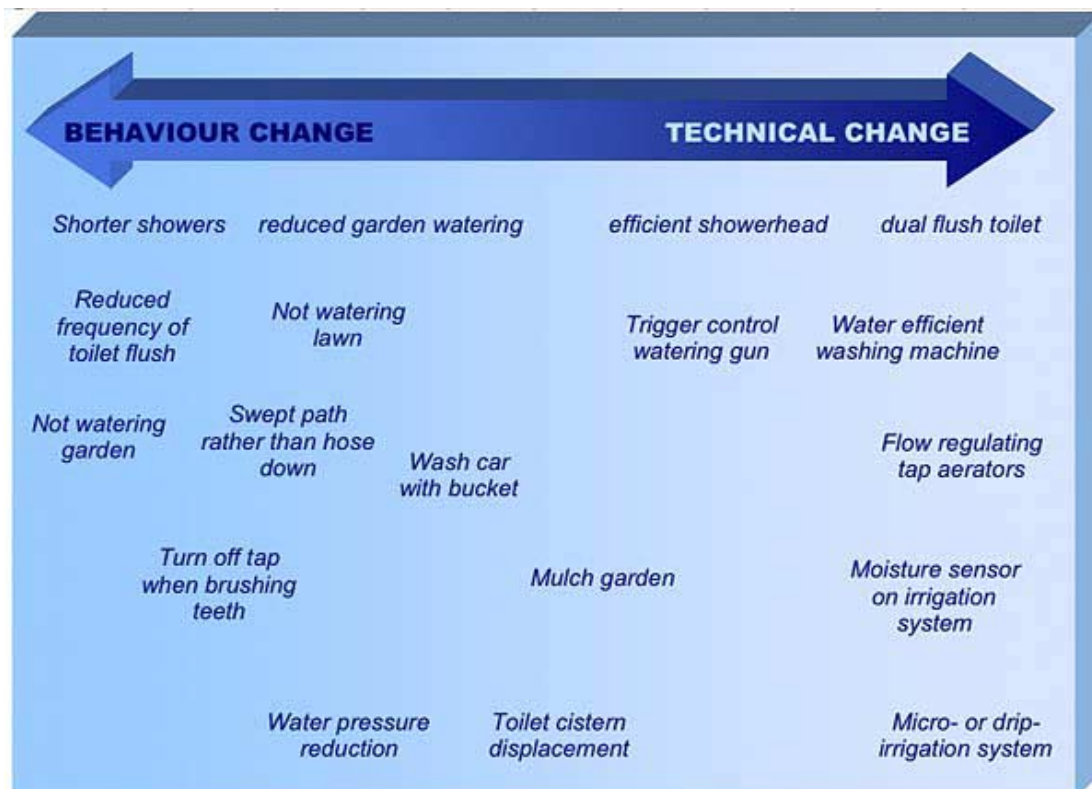 BEHAVIOUR CHANGE
TECHNICAL CHANGE
Shorter showers
reduced garden watering
efficient showerhead
dual flush toilet
Reduced
frequency of
toilet flush
Not watering
lawn
Trigger control
watering gun
Water efficient
washing machine
Not watering
garden
Swept path
rather than hose
down
Wash car
with bucket
Flow regulating
tap aerators
Turn off tap
when brushing
teeth
Mulch garden
Moisture sensor
on irrigation
system
Water pressure
reduction
Toilet cistern
displacement
Micro- or drip-
irrigation system